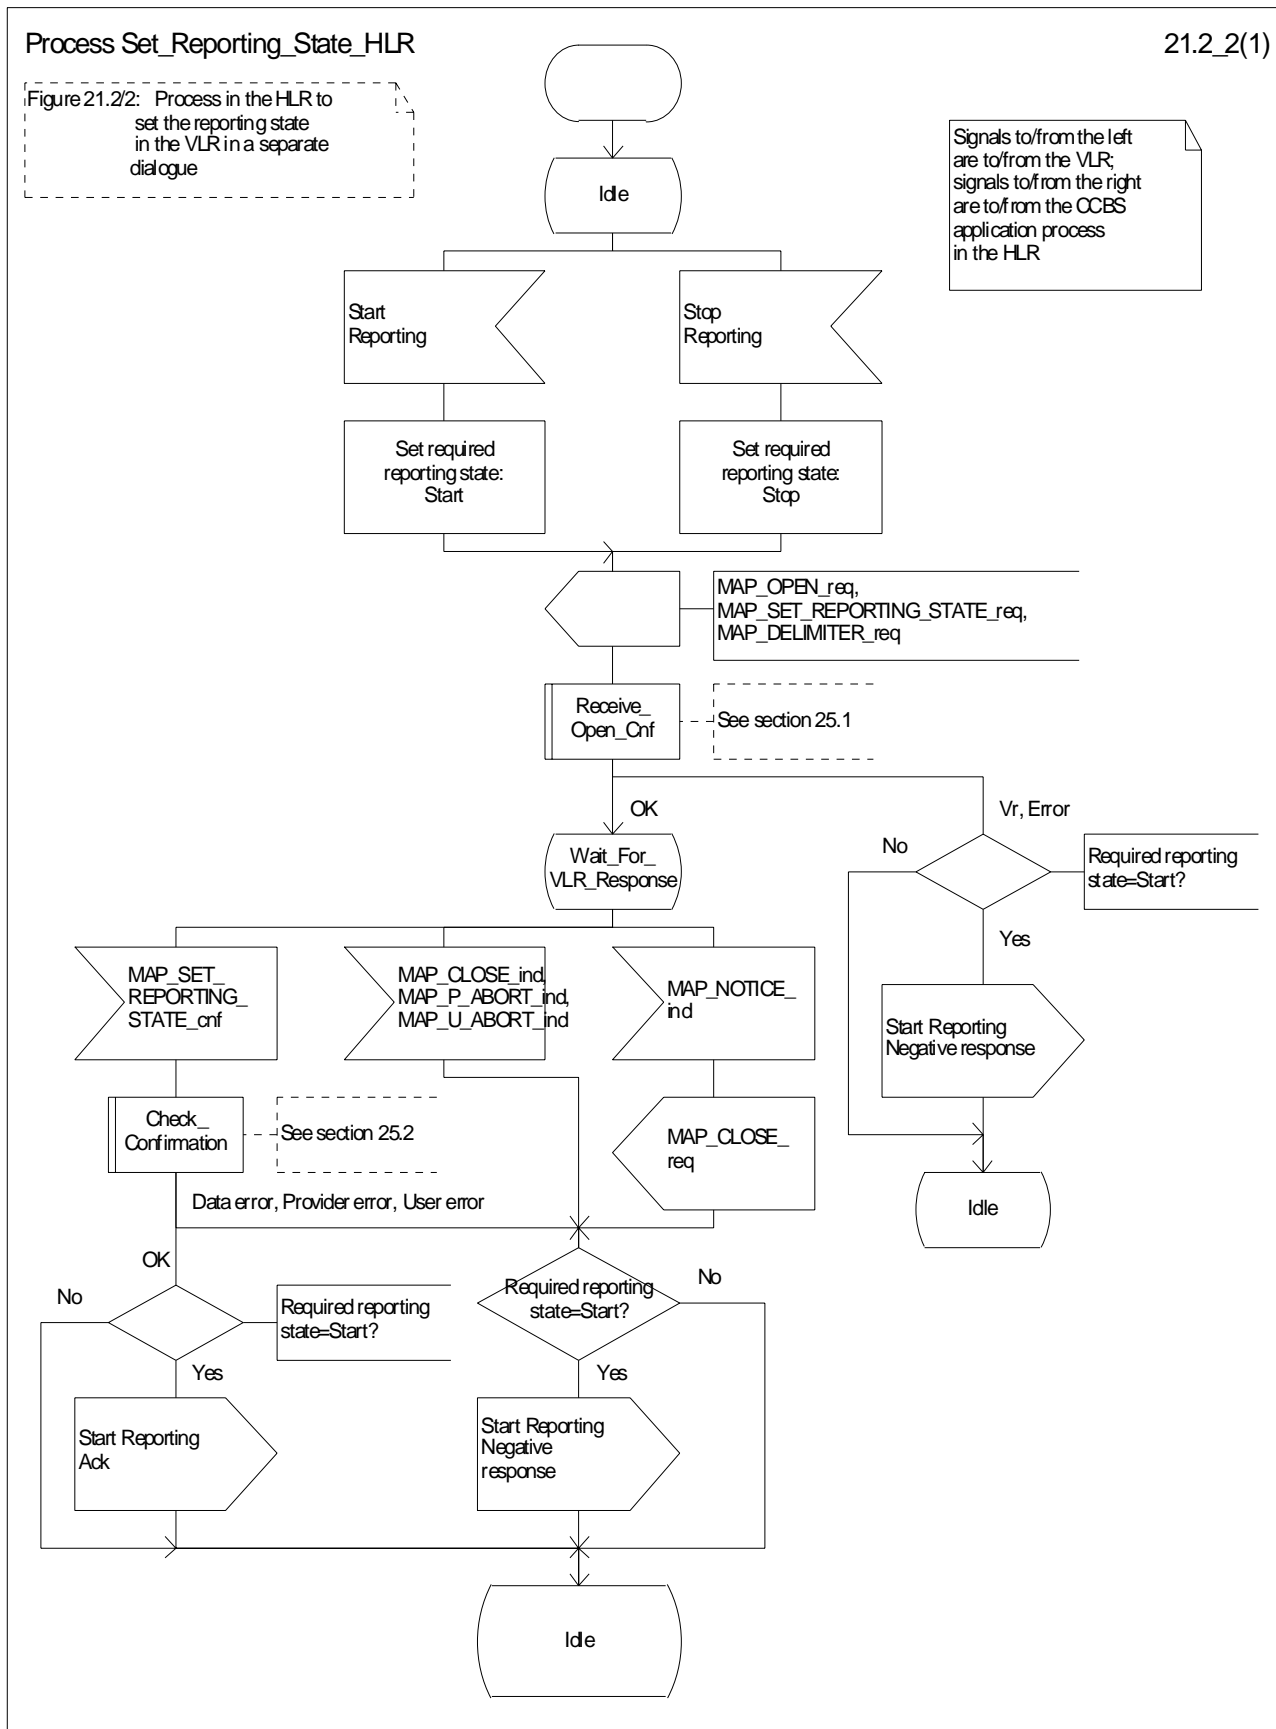 Process Set_Reporting_State_HLR
21.2_2(1)
Figure 21.2/2: Process in the HLR to
set the reporting state
in the VLR in a separate
dialogue
Signals to/from the left
are to/from the VLR;
signals to/from the right
are to/from the CCBS
application process
in the HLR
Idle
Start
Reporting
Stop
Reporting
Set required
reporting state:
Start
Set required
reporting state:
Stop
MAP_OPEN_req,
MAP_SET_REPORTING_STATE_req,
MAP_DELIMITER_req
Receive_
Open_Cnf
See section 25.1
OK
Vr, Error
Wait_For_
VLR_Response
No
Required reporting
state=Start?
Yes
MAP_SET_
REPORTING_
STATE_cnf
MAP_CLOSE_ind,
MAP_P_ABORT_ind,
MAP_U_ABORT_ind
MAP_NOTICE_
ind
Start Reporting
Negative response
Check_
Confirmation
See section 25.2
MAP_CLOSE_
req
Data error, Provider error, User error
Idle
OK
No
Required reporting
state=Start?
Required reporting
state=Start?
No
Yes
Yes
Start Reporting
Ack
Start Reporting
Negative
response
Idle